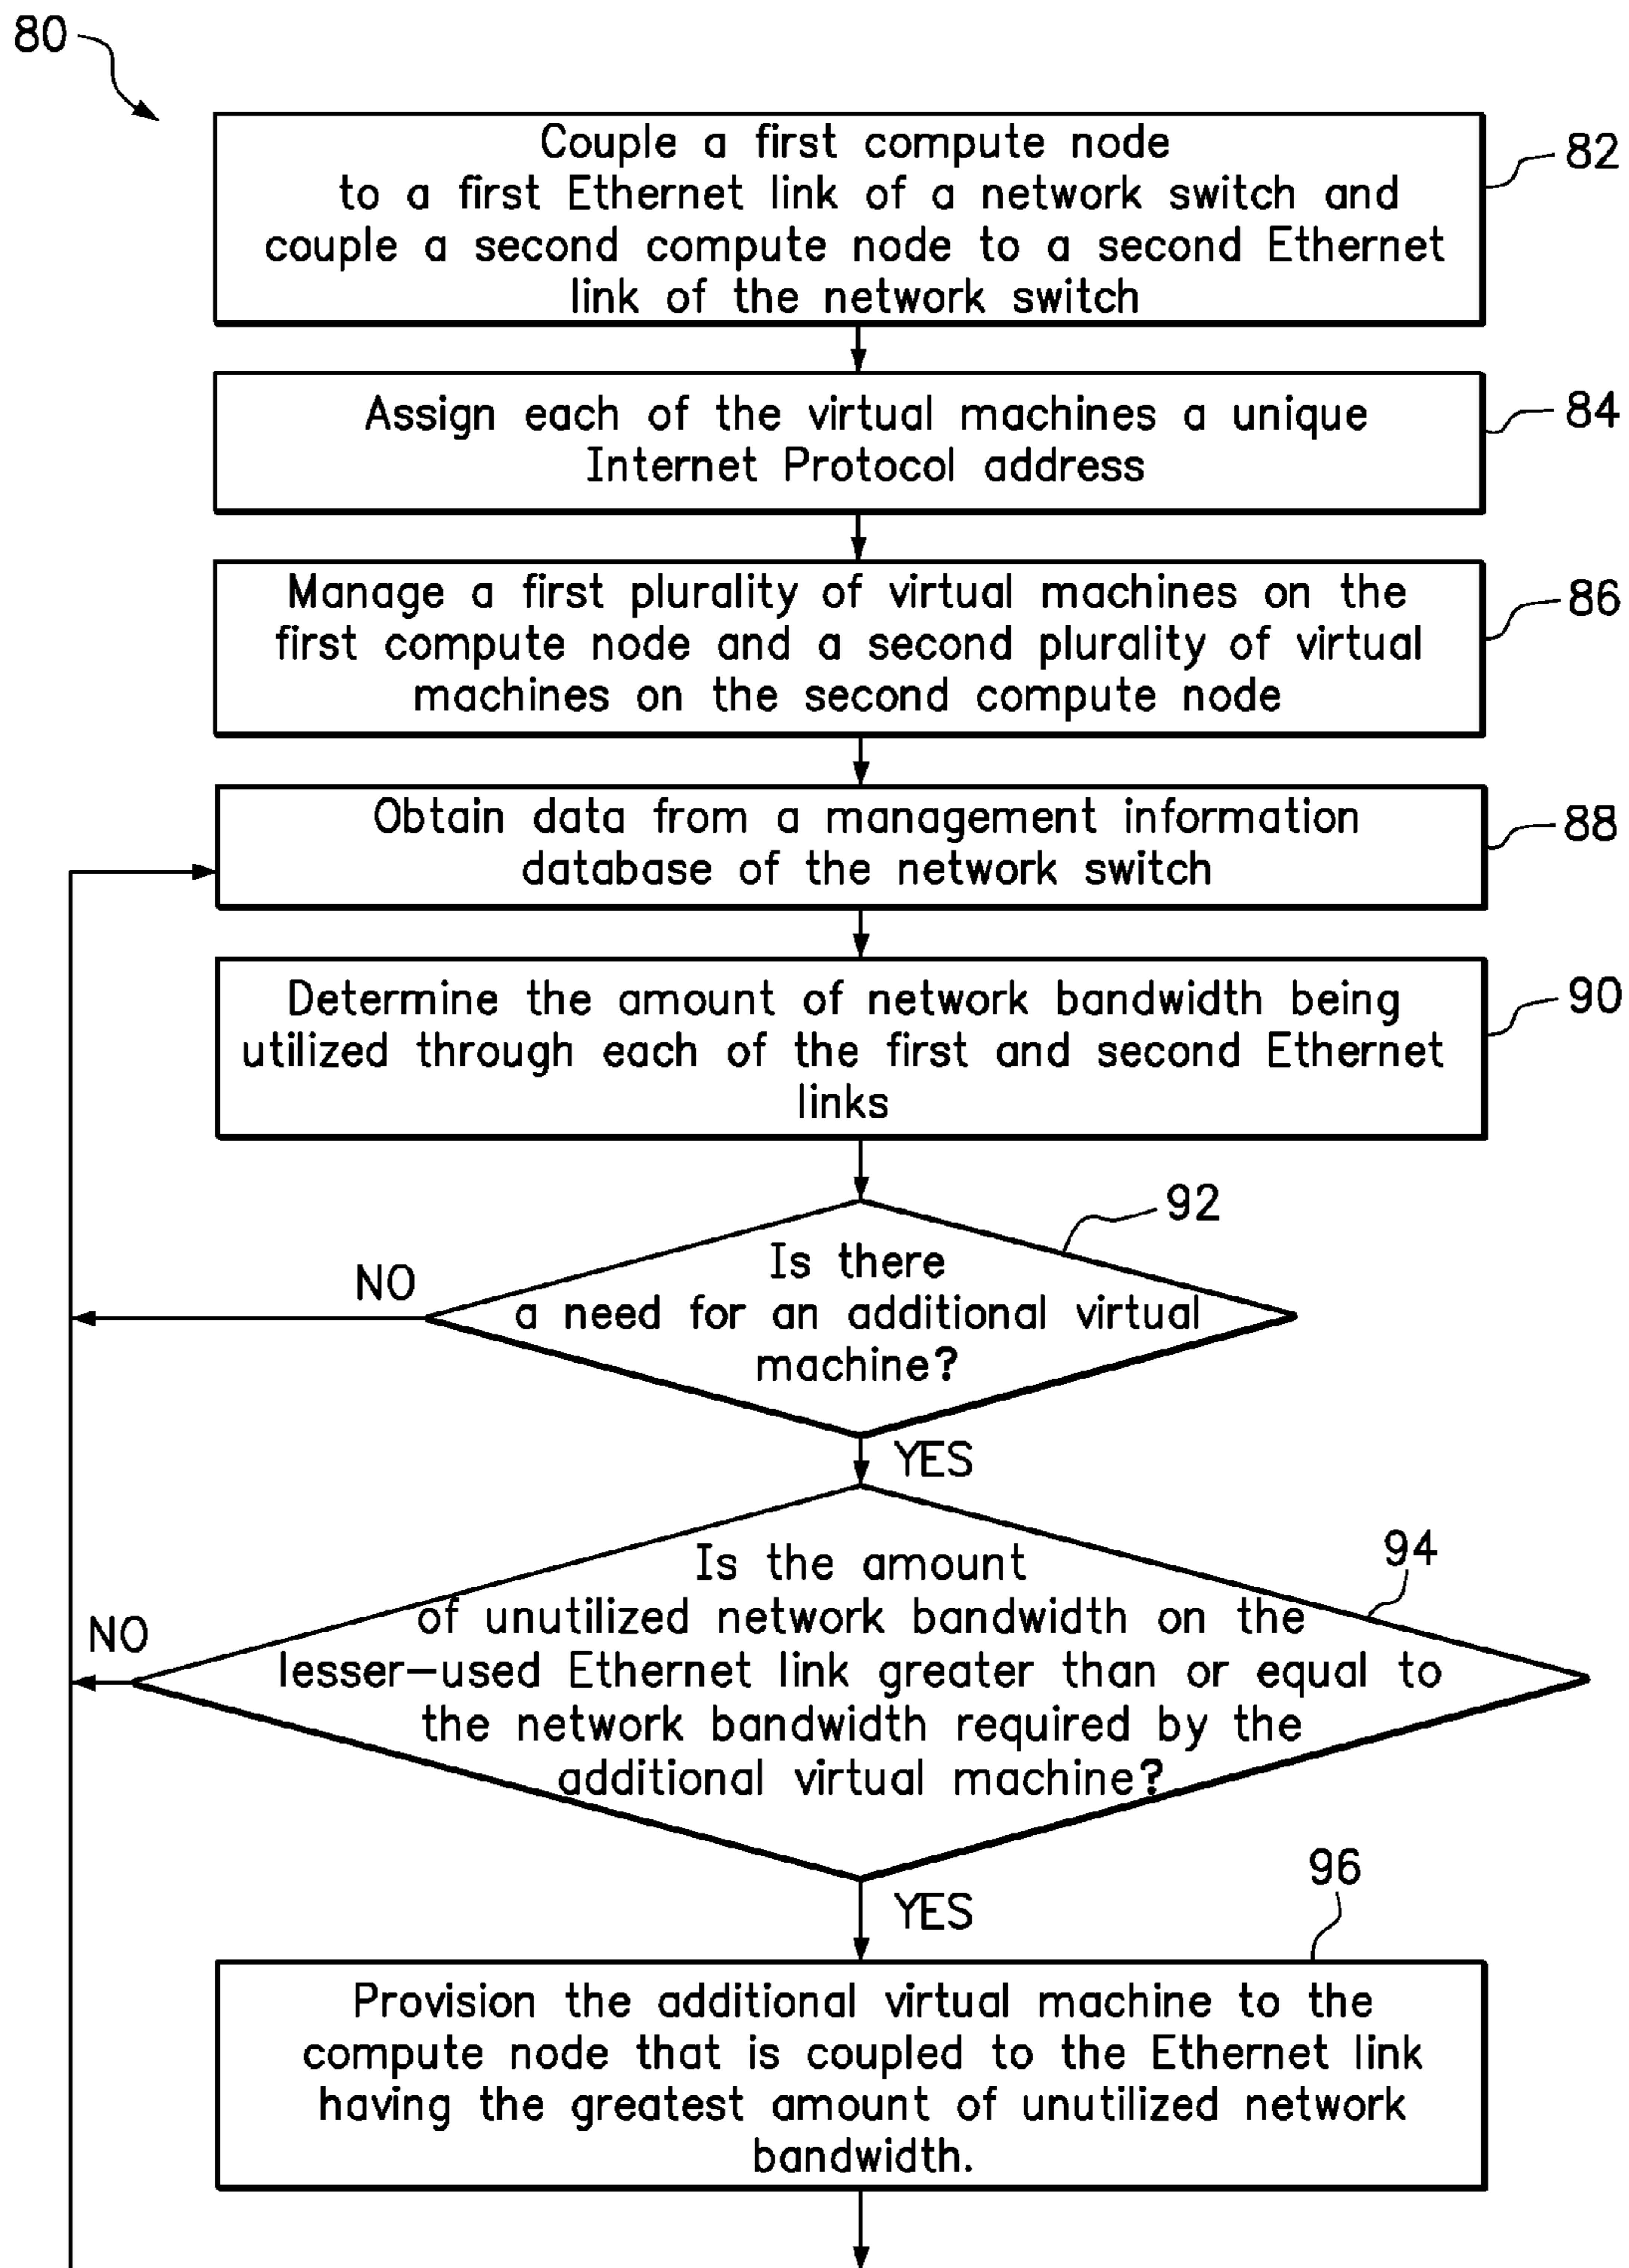 80
Couple a first compute node
to a first Ethernet link of a network switch and
couple a second compute node to a second Ethernet
link of the network switch
82
Assign each of the virtual machines a unique
Internet Protocol address
84
Manage a first plurality of virtual machines on the
first compute node and a second plurality of virtual
machines on the second compute node
86
Obtain data from a management information
database of the network switch
88
Determine the amount of network bandwidth being
utilized through each of the first and second Ethernet
links
90
92
Is there
a need for an additional virtual
machine?
NO
YES
94
Is the amount
of unutilized network bandwidth on the
lesser-used Ethernet link greater than or equal to
the network bandwidth required by the
additional virtual machine?
NO
YES
96
Provision the additional virtual machine to the
compute node that is coupled to the Ethernet link
having the greatest amount of unutilized network
bandwidth.